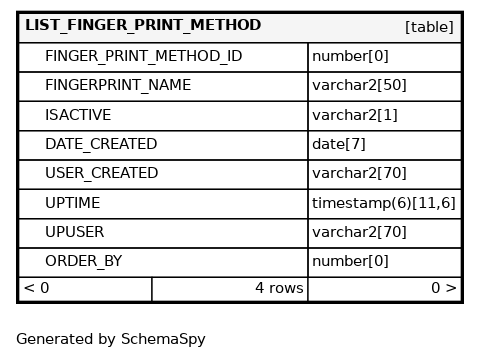 LIST_FINGER_PRINT_METHOD [table]
FINGER_PRINT_METHOD_ID number[0]
FINGERPRINT_NAME varchar2[50]
ISACTIVE varchar2[1]
DATE_CREATED date[7]
USER_CREATED varchar2[70]
UPTIME timestamp(6)[11,6]
UPUSER varchar2[70]
ORDER_BY number[0]
< 0 4 rows 0 >
Generated by SchemaSpy